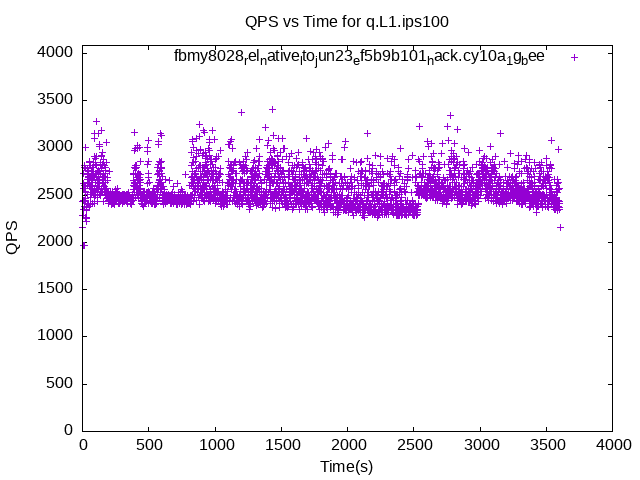 QPS vs Time for q.L1.ips100
fbmy8028relnativeitojun23ef5b9b101hack.cy10a1gbee
4000
3500
3000
2500
2000
1500
1000
500
0
QPS
0 500 1000 1500 2000 2500 3000 3500 4000
Time(s)